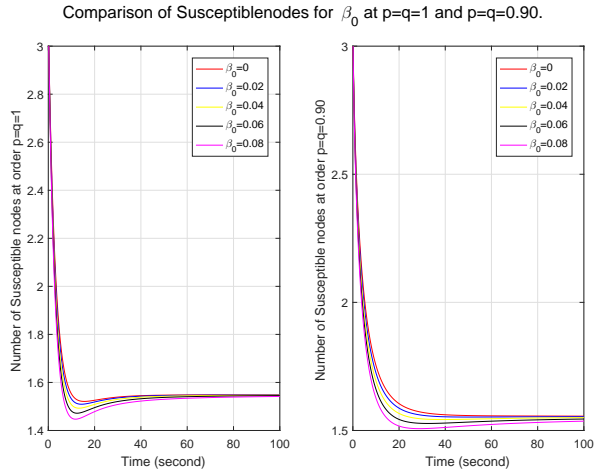 Comparison of Susceptiblenodes for β₀ at p=q=1 and p=q=0.90.
Number of Susceptible nodes at order p=q=1
3
2.8
2.6
2.4
2.2
2
1.8
1.6
1.4
0 20 40 60 80 100
Time (second)
β₀=0
β₀=0.02
β₀=0.04
β₀=0.06
β₀=0.08
Number of Susceptible nodes at order p=q=0.90
3
2.5
2
1.5
0 20 40 60 80 100
Time (second)
β₀=0
β₀=0.02
β₀=0.04
β₀=0.06
β₀=0.08